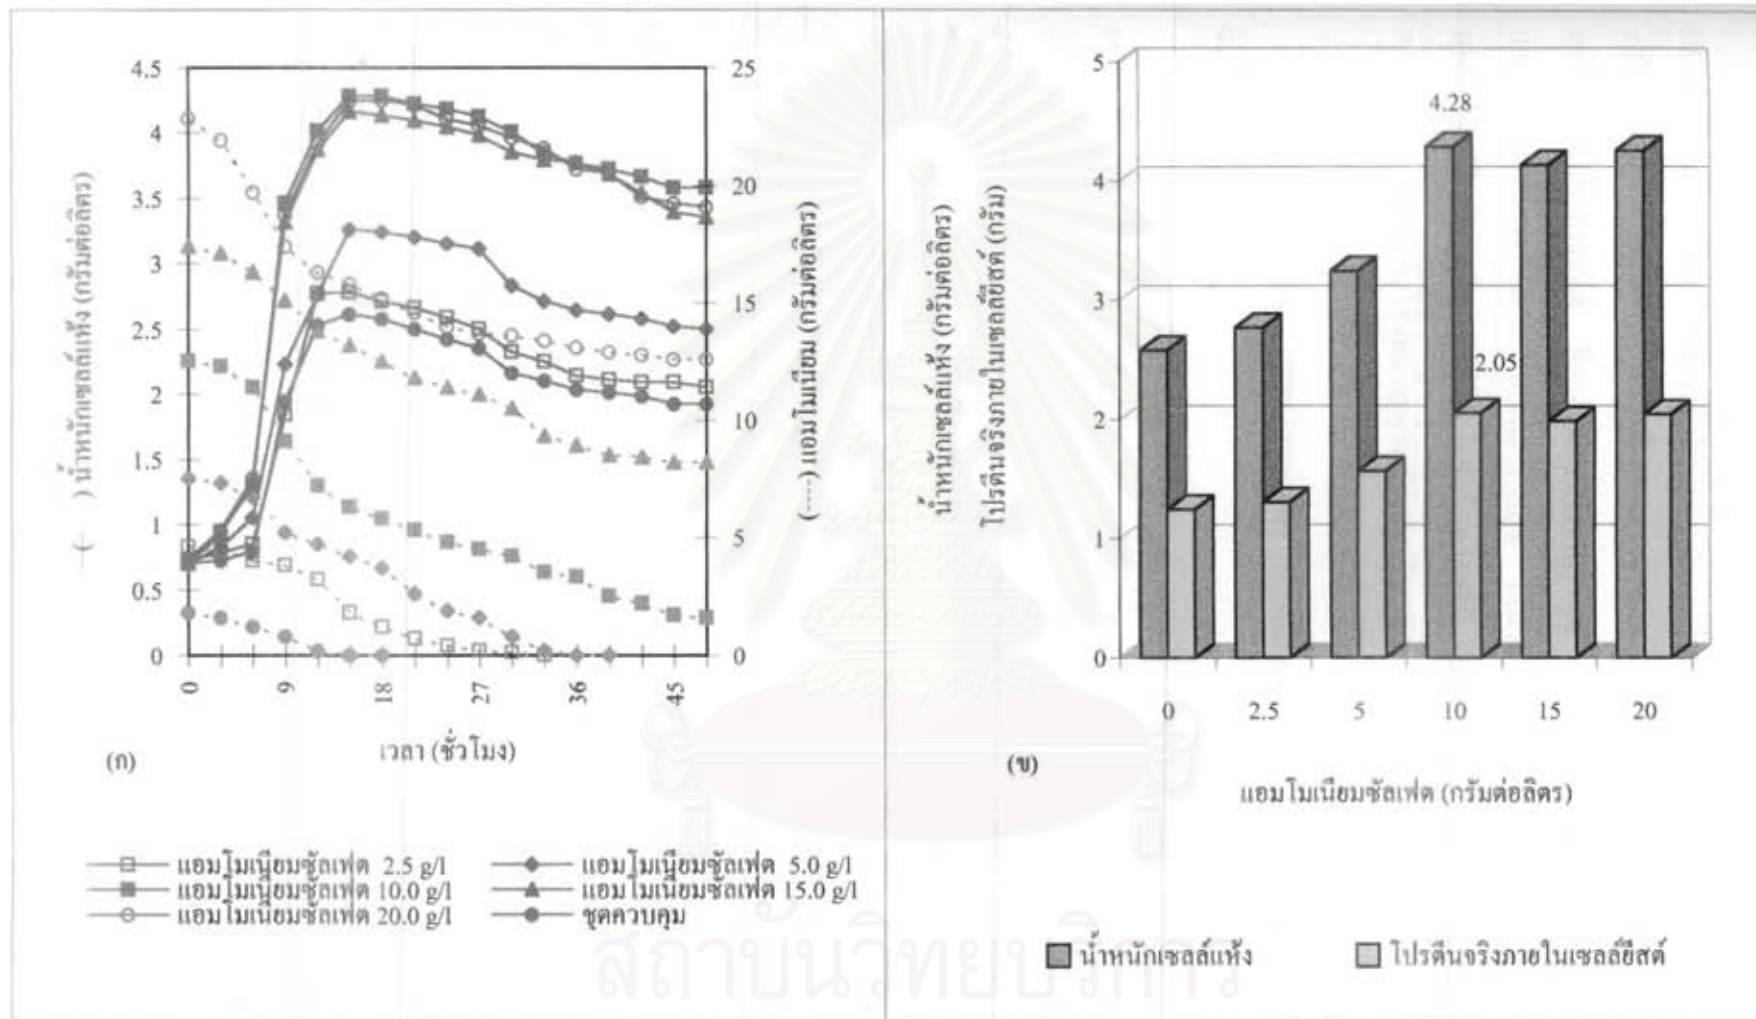 4.5
4
3.5
3
2.5
2
1.5
1
0.5
0
25
20
15
10
5
0
0 9 18 27 36 45
(— ) น้ำหนักเซลล์แห้ง (กรัมต่อลิตร)
(----) แอมโมเนียม (กรัมต่อลิตร)
เวลา (ชั่วโมง)
(ก)
แอมโมเนียมซัลเฟต 2.5 g/l
แอมโมเนียมซัลเฟต 5.0 g/l
แอมโมเนียมซัลเฟต 10.0 g/l
แอมโมเนียมซัลเฟต 15.0 g/l
แอมโมเนียมซัลเฟต 20.0 g/l
ชุดควบคุม
น้ำหนักเซลล์แห้ง (กรัมต่อลิตร)
โปรตีนจริงภายในเซลล์ยีสต์ (กรัม)
5
4
3
2
1
0
4.28
2.05
0 2.5 5 10 15 20
(ข)
แอมโมเนียมซัลเฟต (กรัมต่อลิตร)
น้ำหนักเซลล์แห้ง
โปรตีนจริงภายในเซลล์ยีสต์
สถาบันวิทยบริการ